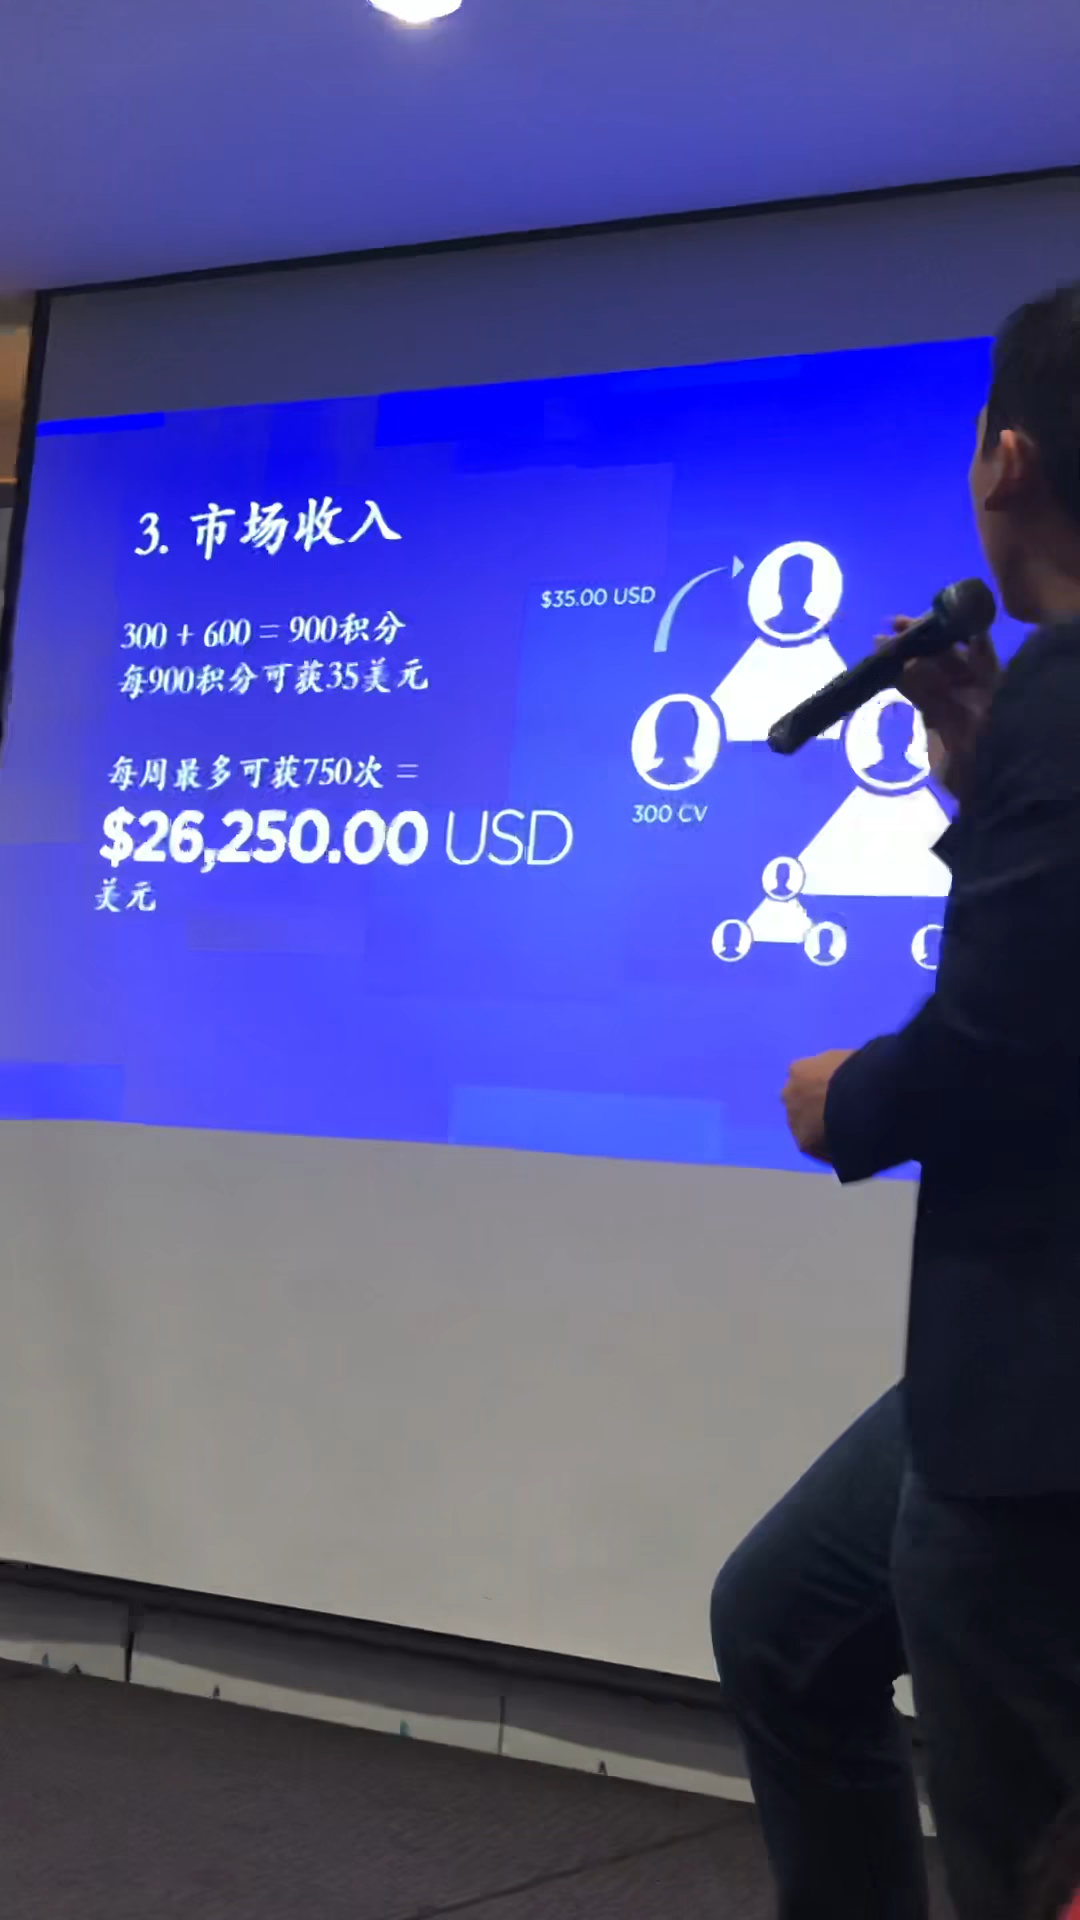 3. 市场收入
300 + 600 = 900积分
每900积分可获35美元
每周最多可获750次 =
$26,250.00 USD
美元
$35.00 USD
300 CV